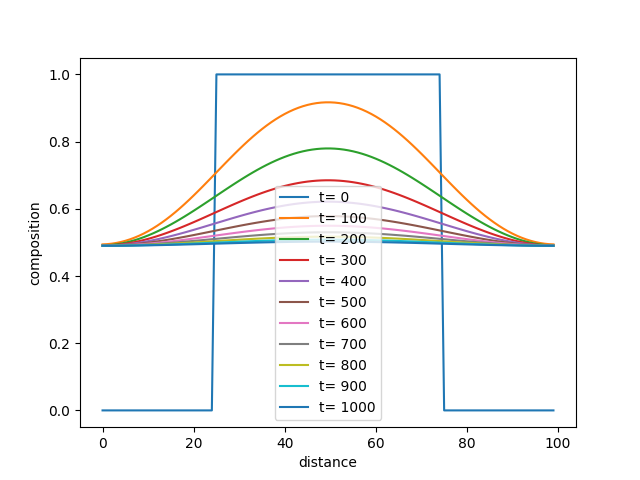 1.0
0.8
0.6
0.4
0.2
0.0
composition
t= 0
t= 100
t= 200
t= 300
t= 400
t= 500
t= 600
t= 700
t= 800
t= 900
t= 1000
0 20 40 60 80 100
distance